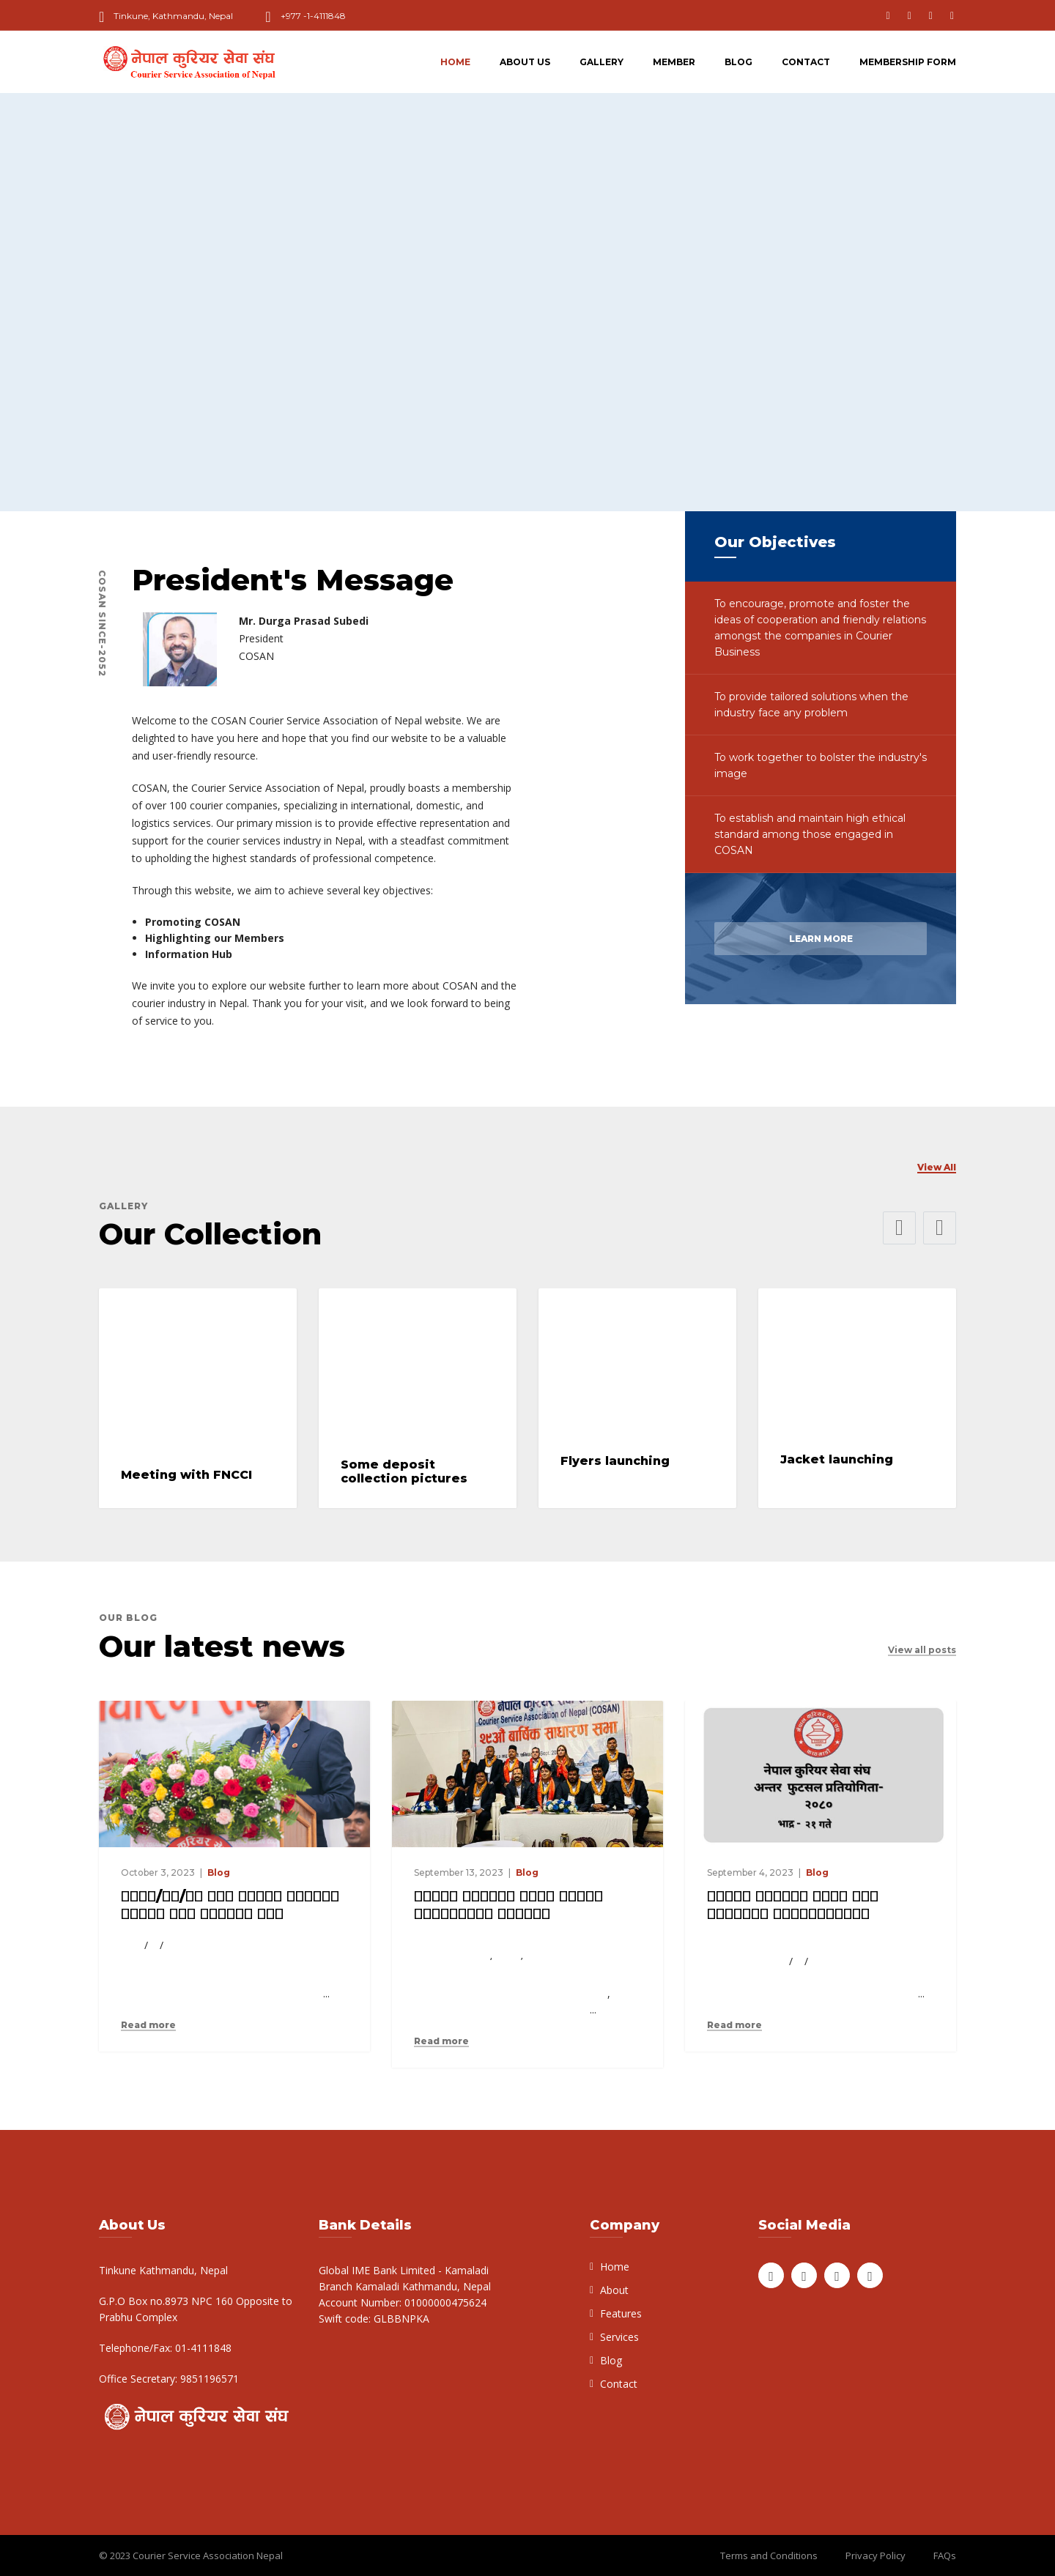 Tinkune, Kathmandu, Nepal
+977 -1-4111848
नेपाल कुरियर सेवा संघ
Courier Service Association of Nepal
HOME
ABOUT US
GALLERY
MEMBER
BLOG
CONTACT
MEMBERSHIP FORM
COSAN SINCE-2052
President's Message
Mr. Durga Prasad Subedi
President
COSAN
Welcome to the COSAN Courier Service Association of Nepal website. We are
delighted to have you here and hope that you find our website to be a valuable
and user-friendly resource.
COSAN, the Courier Service Association of Nepal, proudly boasts a membership
of over 100 courier companies, specializing in international, domestic, and
logistics services. Our primary mission is to provide effective representation and
support for the courier services industry in Nepal, with a steadfast commitment
to upholding the highest standards of professional competence.
Through this website, we aim to achieve several key objectives:
Promoting COSAN
Highlighting our Members
Information Hub
We invite you to explore our website further to learn more about COSAN and the
courier industry in Nepal. Thank you for your visit, and we look forward to being
of service to you.
Our Objectives
To encourage, promote and foster the
ideas of cooperation and friendly relations
amongst the companies in Courier
Business
To provide tailored solutions when the
industry face any problem
To work together to bolster the industry's
image
To establish and maintain high ethical
standard among those engaged in
COSAN
LEARN MORE
View All
GALLERY
Our Collection
Meeting with FNCCI
Some deposit
collection pictures
Flyers launching
Jacket launching
OUR BLOG
Our latest news
View all posts
Courier Service Association of Nepal (COSAN)
२९औ बार्षिक साधारण सभा
नेपाल कुरियर सेवा संघ
अन्तर फुटसल प्रतियोगिता-
२०८०
भाद्र - २१ गते
October 3, 2023 | Blog
/ /
...
Read more
September 13, 2023 | Blog
, ,
,
...
Read more
September 4, 2023 | Blog
/ /
...
Read more
About Us
Tinkune Kathmandu, Nepal
G.P.O Box no.8973 NPC 160 Opposite to
Prabhu Complex
Telephone/Fax: 01-4111848
Office Secretary: 9851196571
नेपाल कुरियर सेवा संघ
Bank Details
Global IME Bank Limited - Kamaladi
Branch Kamaladi Kathmandu, Nepal
Account Number: 01000000475624
Swift code: GLBBNPKA
Company
Home
About
Features
Services
Blog
Contact
Social Media
© 2023 Courier Service Association Nepal
Terms and Conditions
Privacy Policy
FAQs